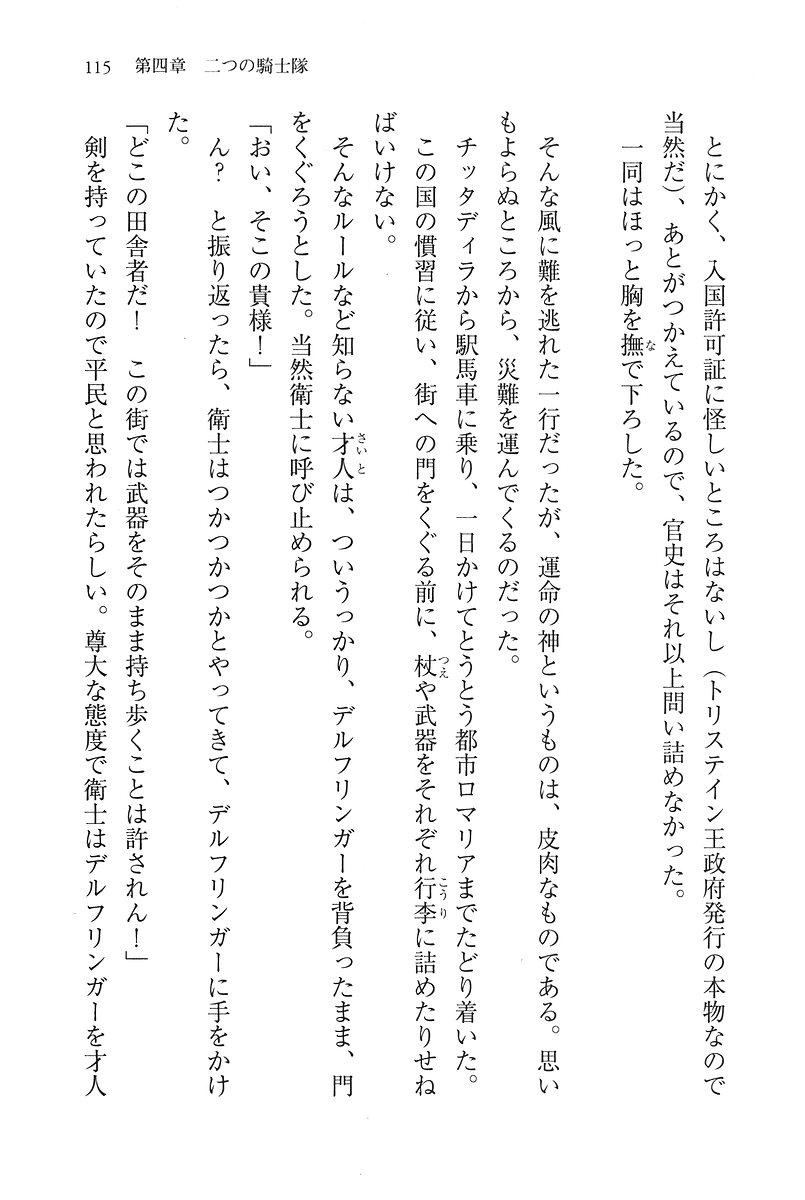 115　第四章　二つの騎士隊
とにかく、入国許可証に怪しいところはないし（トリステイン王政府発行の本物なので
当然だ）、あとがつかえているので、官史はそれ以上問い詰めなかった。
一同はほっと胸を撫で下ろした。
そんな風に難を逃れた一行だったが、運命の神というものは、皮肉なものである。思い
もよらぬところから、災難を運んでくるのだった。
チッタディラから駅馬車に乗り、一日かけてとうとう都市ロマリアまでたどり着いた。
この国の慣習に従い、街への門をくぐる前に、杖や武器をそれぞれ行李に詰めたりせね
ばいけない。
そんなルールなど知らない才人は、ついうっかり、デルフリンガーを背負ったまま、門
をくぐろうとした。当然衛士に呼び止められる。
「おい、そこの貴様！」
ん？　と振り返ったら、衛士はつかつかつかとやってきて、デルフリンガーに手をかけ
た。
「どこの田舎者だ！　この街では武器をそのまま持ち歩くことは許されん！」
剣を持っていたので平民と思われたらしい。尊大な態度で衛士はデルフリンガーを才人